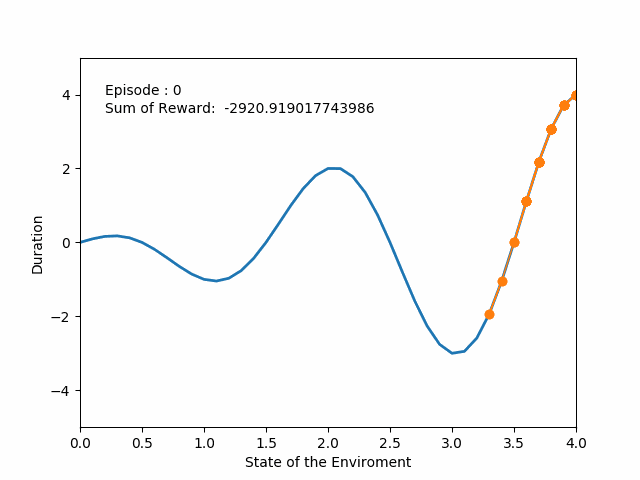 Episode : 0
Sum of Reward:  -2920.919017743986
4
2
0
−2
−4
Duration
0.0 0.5 1.0 1.5 2.0 2.5 3.0 3.5 4.0
State of the Enviroment